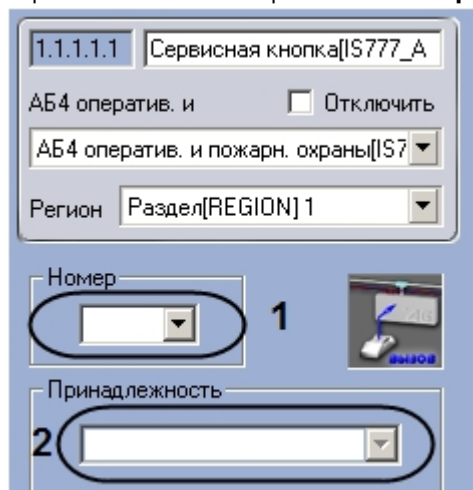 1.1.1.1.1 Сервисная кнопка[IS777_A
АБ4 оператив. и Отключить
АБ4 оператив. и пожарн. охраны[IS7
Регион Раздел[REGION] 1
Номер
1
вызов
Принадлежность
2